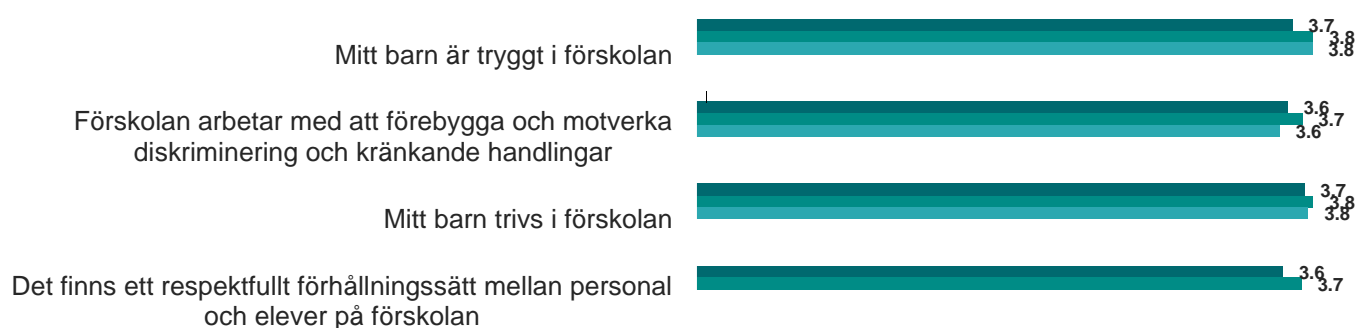 Mitt barn är tryggt i förskolan
3.7
3.8
3.8
Förskolan arbetar med att förebygga och motverka
diskriminering och kränkande handlingar
3.6
3.7
3.6
Mitt barn trivs i förskolan
3.7
3.8
3.8
Det finns ett respektfullt förhållningssätt mellan personal
och elever på förskolan
3.6
3.7